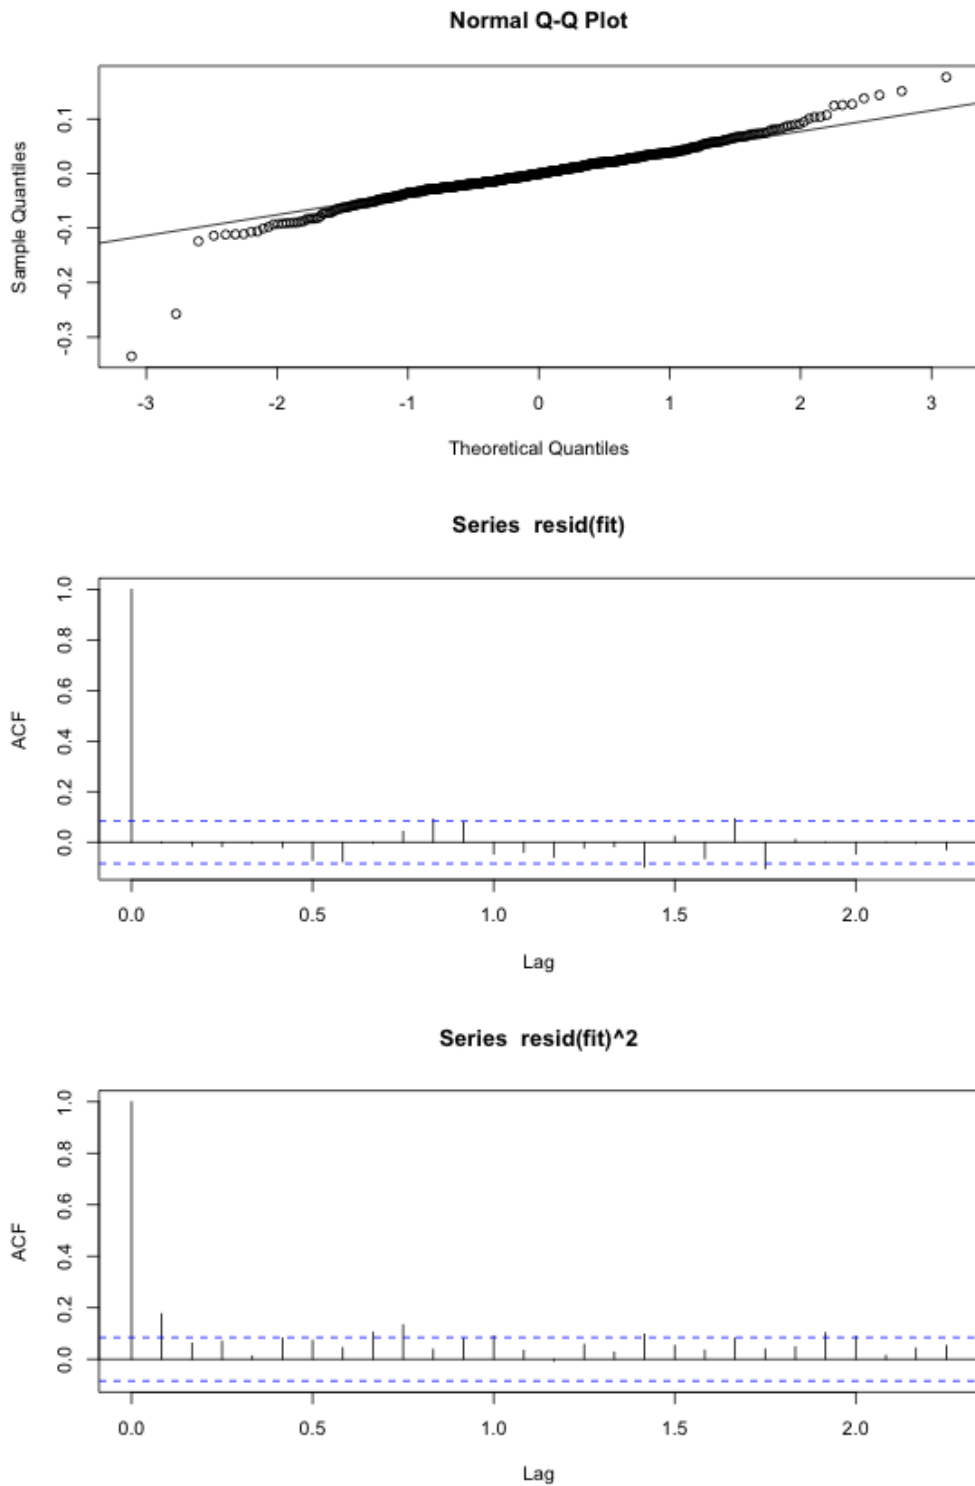 Normal Q-Q Plot
Sample Quantiles
0.1
0.0
-0.1
-0.2
-0.3
-3 -2 -1 0 1 2 3
Theoretical Quantiles
Series resid(fit)
ACF
1.0
0.8
0.6
0.4
0.2
0.0
0.0 0.5 1.0 1.5 2.0
Lag
Series resid(fit)^2
ACF
1.0
0.8
0.6
0.4
0.2
0.0
0.0 0.5 1.0 1.5 2.0
Lag